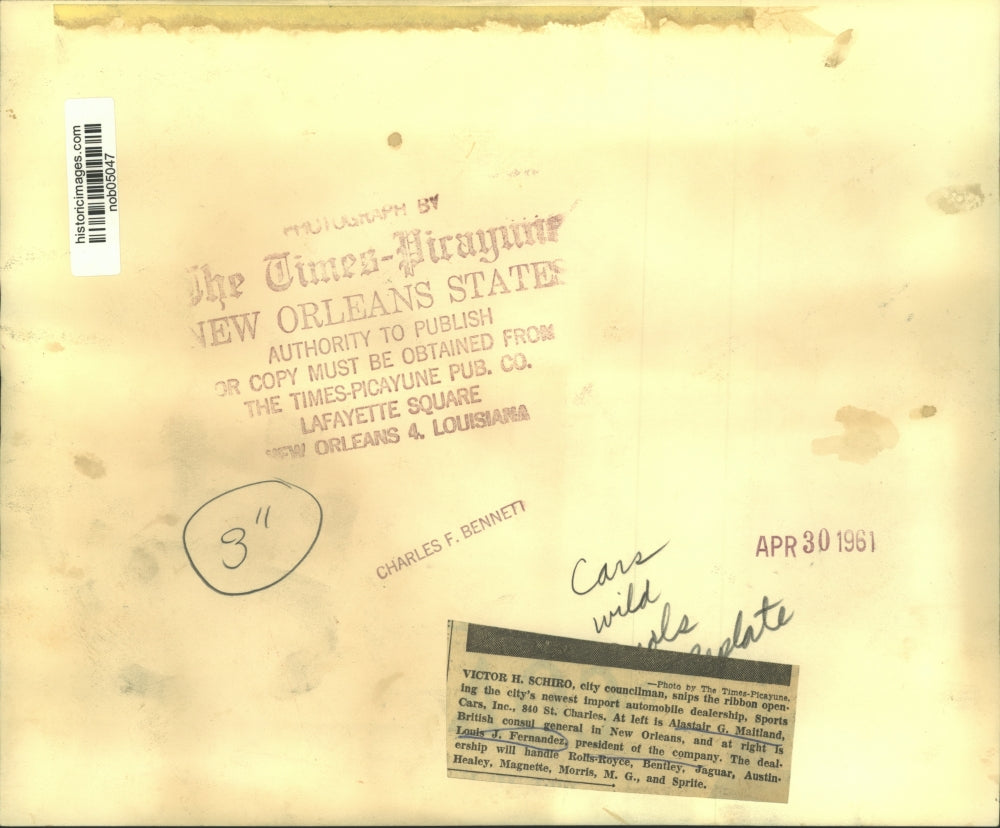 historicimages.com
nob05047
PHOTOGRAPH BY
The Times-Picayune
NEW ORLEANS STATES
AUTHORITY TO PUBLISH
OR COPY MUST BE OBTAINED FROM
THE TIMES-PICAYUNE PUB. CO.
LAFAYETTE SQUARE
NEW ORLEANS 4, LOUISIANA
3"
CHARLES F. BENNETT
APR 30 1961
Cars
wild
—Photo by The Times-Picayune.
VICTOR H. SCHIRO, city councilman, snips the ribbon open-
ing the city's newest import automobile dealership, Sports
Cars, Inc., 840 St. Charles. At left is Alastair G. Maitland,
British consul general in New Orleans, and at right is
Louis J. Fernandez, president of the company. The deal-
ership will handle Rolls-Royce, Bentley, Jaguar, Austin-
Healey, Magnette, Morris, M. G., and Sprite.